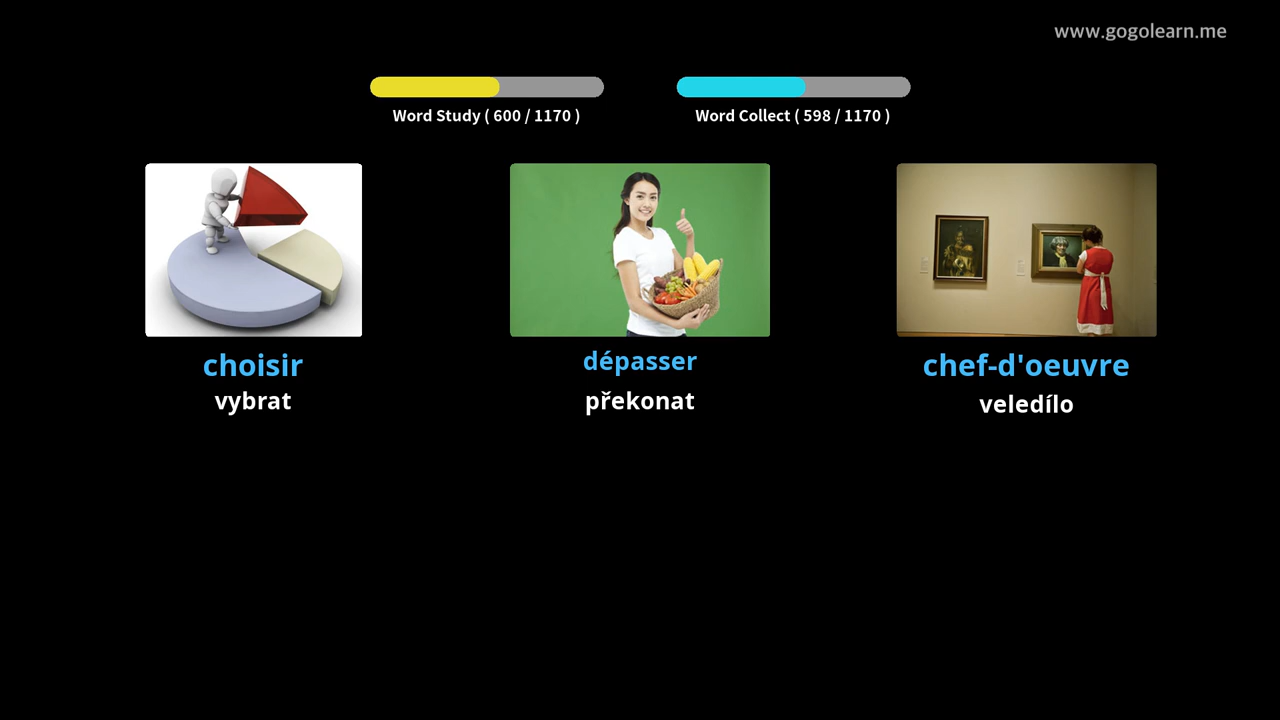 www.gogolearn.me
Word Study ( 600 / 1170 )
Word Collect ( 598 / 1170 )
choisir
dépasser
chef-d'oeuvre
vybrat
překonat
veledílo